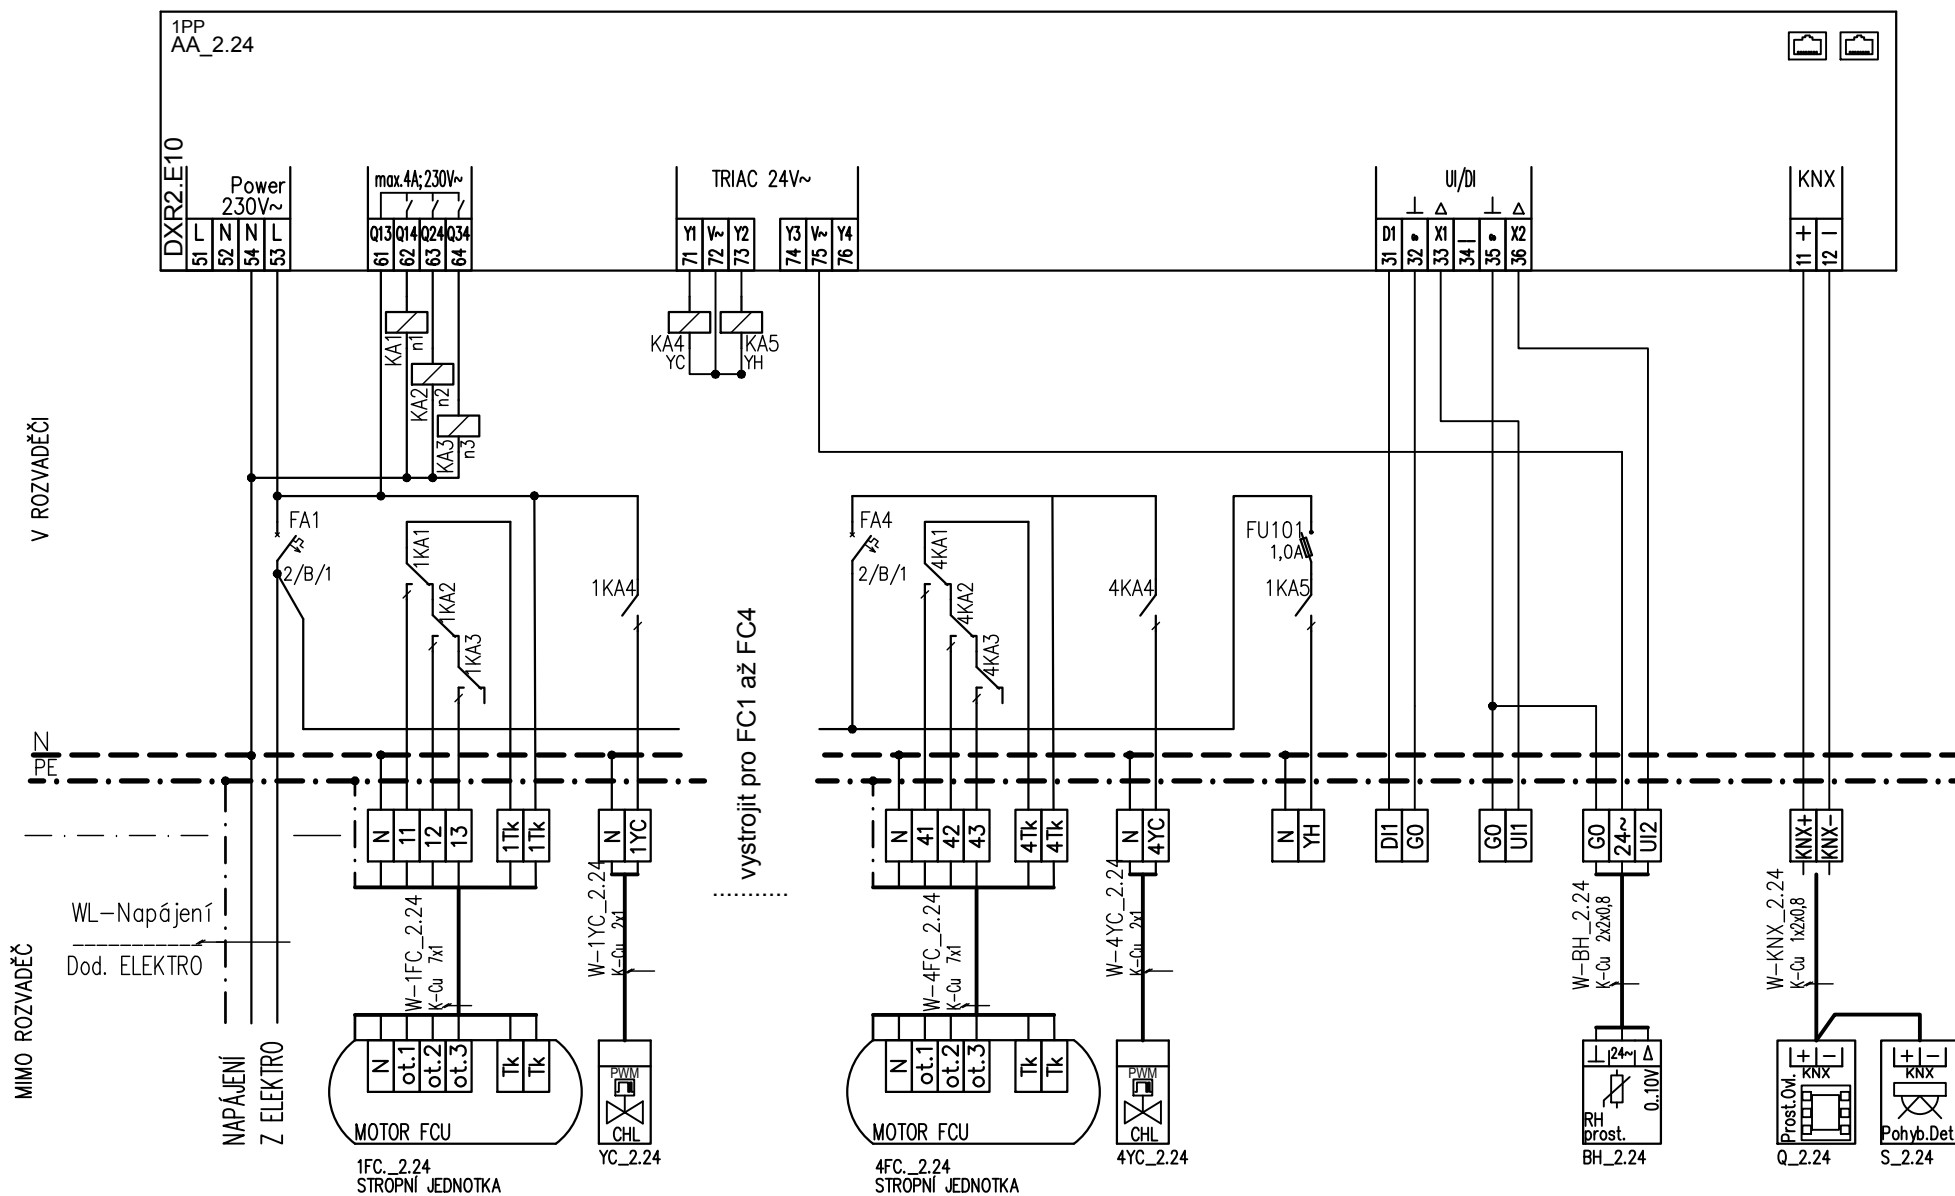 1PP
AA_2.24
DXR2.E10
Power
230V~
L N N L
51 52 54 53
max.4A;230V~
Q13 Q14 Q24 Q34
61 62 63 64
TRIAC 24V~
Y1 V~ Y2
71 72 73
Y3 V~ Y4
74 75 76
UI/DI
D1 X1 X2
31 32 33 34 35 36
KNX
+ −
11 12
KA1
n1
KA2
n2
KA3
n3
KA4
YC
KA5
YH
V ROZVADĚČI
FA1
2/B/1
1KA1
1KA2
1KA3
1KA4
vystrojit pro FC1 až FC4
FA4
2/B/1
4KA1
4KA2
4KA3
4KA4
FU101
1,0A
1KA5
N
PE
N 11 12 13 1Tk 1Tk
N 1YC
N 41 42 43 4Tk 4Tk
N 4YC
N YH
DI1 G0
G0 UI1
G0 24~ UI2
KNX+ KNX-
WL-Napájení
Dod. ELEKTRO
MIMO ROZVADĚČ
NAPÁJENÍ
Z ELEKTRO
W-1FC_2.24
K-Cu 7x1
W-1YC_2.24
K-Cu 2x1
W-4FC_2.24
K-Cu 7x1
W-4YC_2.24
K-Cu 2x1
W-BH_2.24
K-Cu 2x2x0,8
W-KNX_2.24
K-Cu 1x2x0,8
N ot.1 ot.2 ot.3 Tk Tk
MOTOR FCU
1FC._2.24
STROPNÍ JEDNOTKA
PWM
CHL
YC_2.24
N ot.1 ot.2 ot.3 Tk Tk
MOTOR FCU
4FC._2.24
STROPNÍ JEDNOTKA
PWM
CHL
4YC_2.24
24~
0..10V
RH
prost.
BH_2.24
+ −
KNX
Prost.Ovl.
Q_2.24
+ −
KNX
Pohyb.Det
S_2.24